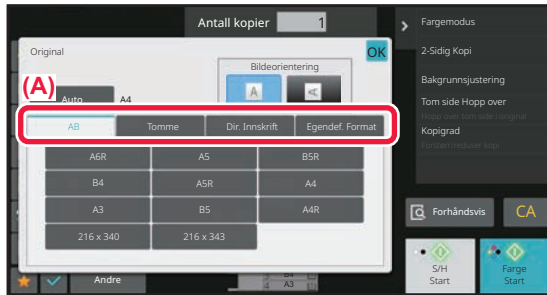 Antall kopier 1
Original
OK
Bildeorientering
A
A
(A)
Auto A4
AB Tomme Dir. Innskrift Egendef. Format
A6R A5 B5R
B4 A5R A4
A3 B5 A4R
216 x 340 216 x 343
Andre
B4
A3
Fargemodus
2-Sidig Kopi
Bakgrunnsjustering
Tom side Hopp over
Hopp over tom side i original
Kopigrad
Forstørr/reduser kopi
Forhåndsvis
CA
S/H
Start
Farge
Start